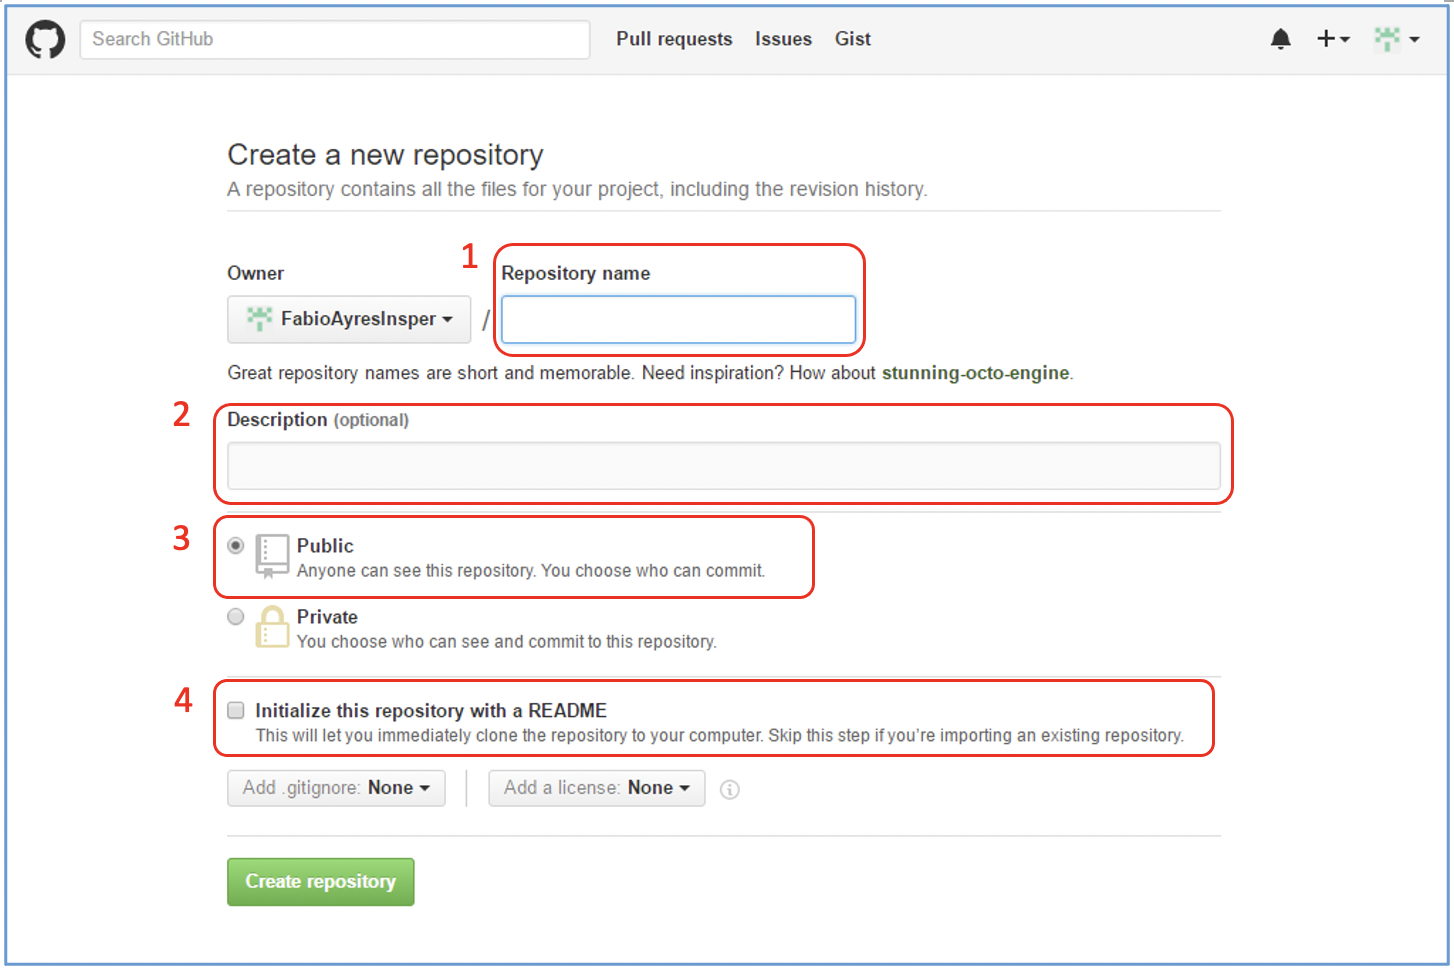 Search GitHub Pull requests Issues Gist
Create a new repository
A repository contains all the files for your project, including the revision history.
1
Owner Repository name
FabioAyresInsper /
Great repository names are short and memorable. Need inspiration? How about stunning-octo-engine.
2
Description (optional)
3
Public
Anyone can see this repository. You choose who can commit.
Private
You choose who can see and commit to this repository.
4
Initialize this repository with a README
This will let you immediately clone the repository to your computer. Skip this step if you’re importing an existing repository.
Add .gitignore: None Add a license: None
Create repository